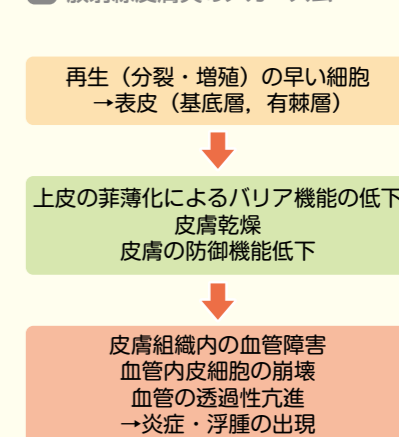 再生（分裂・増殖）の早い細胞
→表皮（基底層，有棘層）
上皮の菲薄化によるバリア機能の低下
皮膚乾燥
皮膚の防御機能低下
皮膚組織内の血管障害
血管内皮細胞の崩壊
血管の透過性亢進
→炎症・浮腫の出現